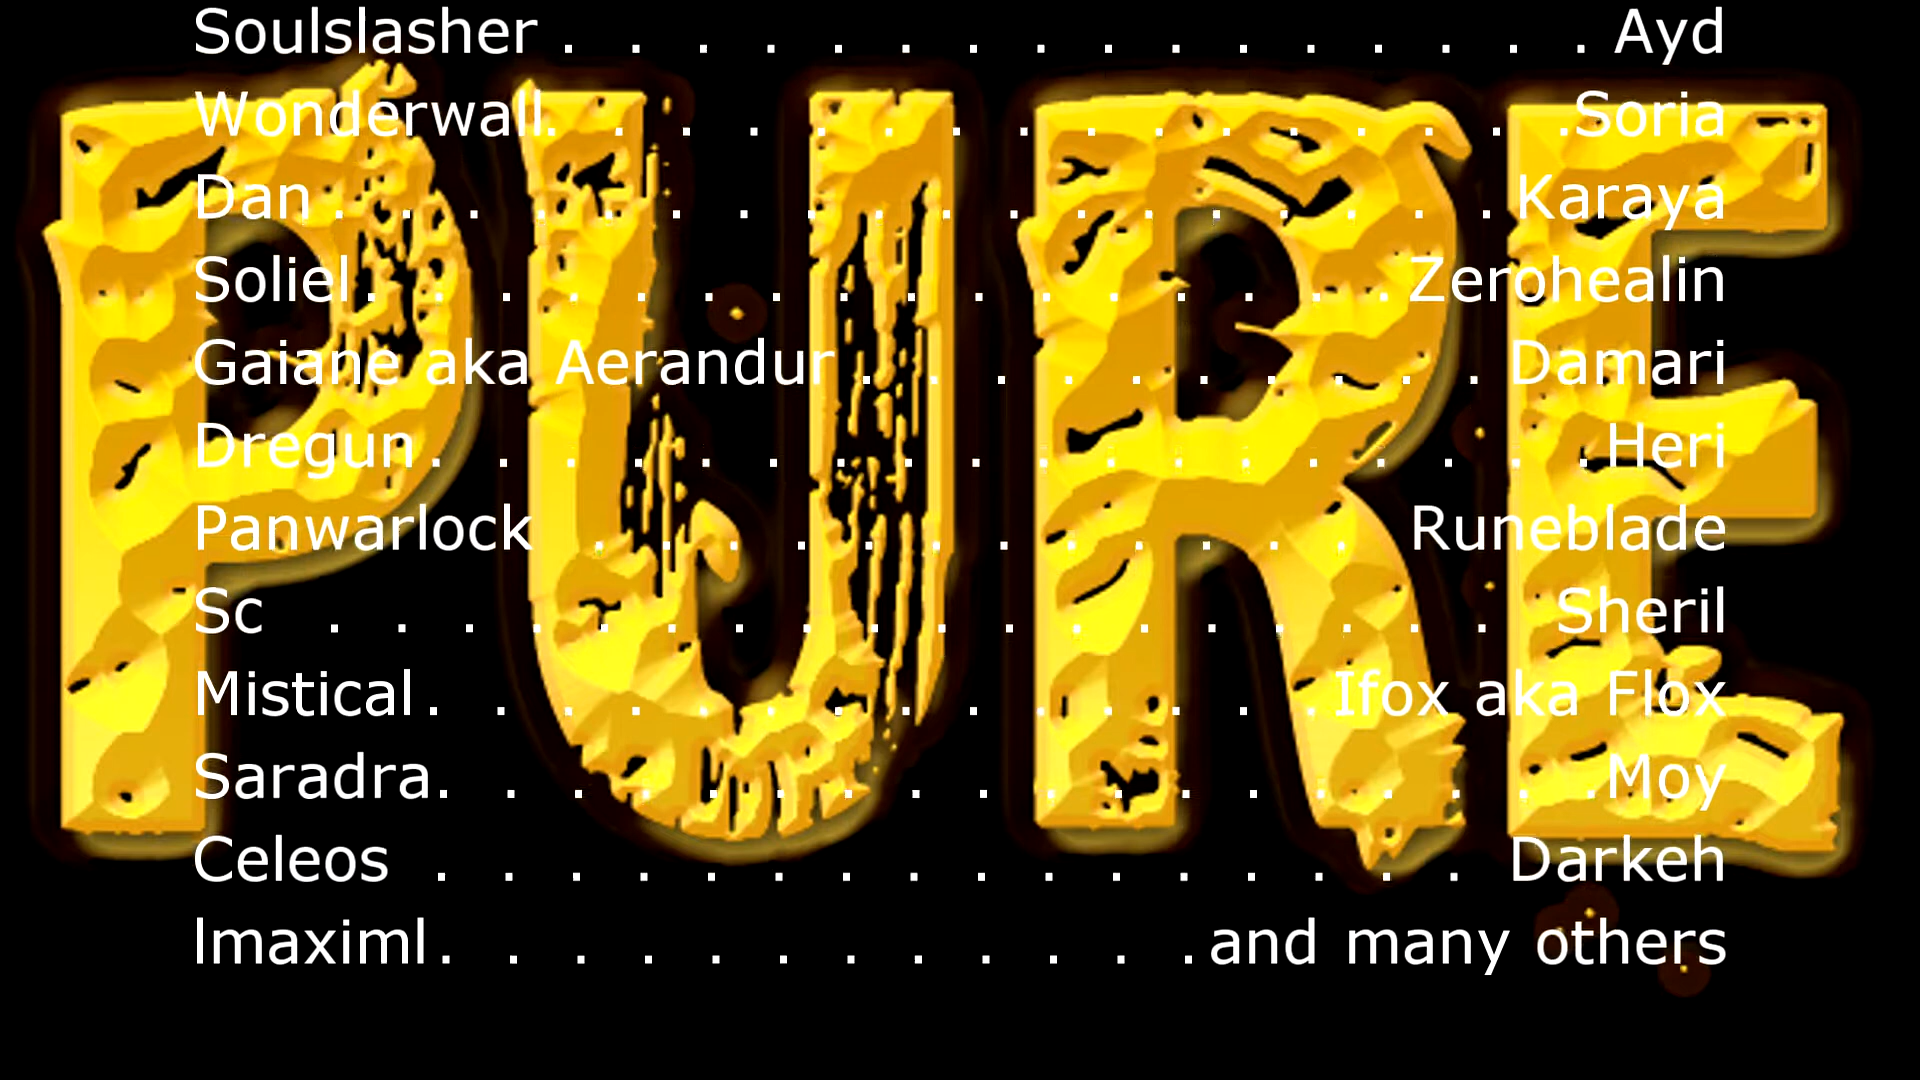 Soulslasher . . . . . . . . . . . . . . . . Ayd
Wonderwall. . . . . . . . . . . . . . . .Soria
Dan . . . . . . . . . . . . . . . . . . Karaya
Soliel. . . . . . . . . . . . . . . . Zerohealin
Gaiane aka Aerandur . . . . . . . . . . Damari
Dregun. . . . . . . . . . . . . . . . . .Heri
Panwarlock . . . . . . . . . . . . Runeblade
Sc . . . . . . . . . . . . . . . . . . Sheril
Mistical. . . . . . . . . . . . . .Ifox aka Flox
Saradra. . . . . . . . . . . . . . . . . .Moy
Celeos . . . . . . . . . . . . . . . . Darkeh
lmaximl. . . . . . . . . . . .and many others
PURE